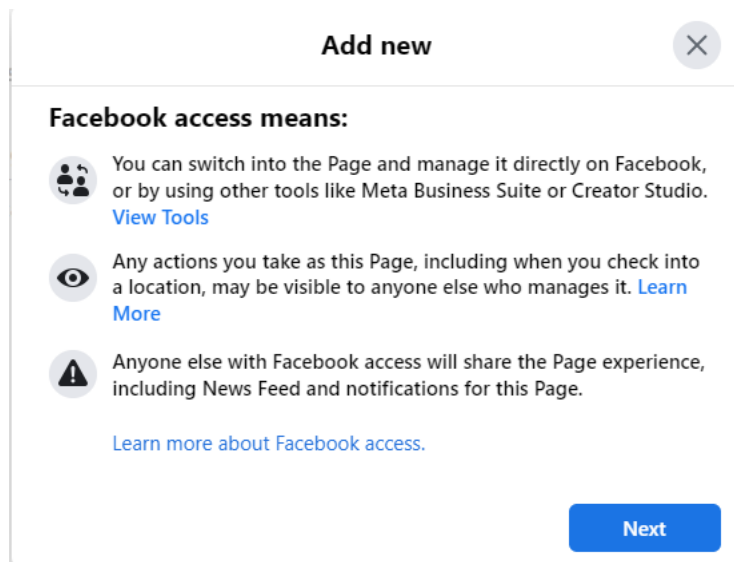 Add new
Facebook access means:
You can switch into the Page and manage it directly on Facebook,
or by using other tools like Meta Business Suite or Creator Studio.
View Tools
Any actions you take as this Page, including when you check into
a location, may be visible to anyone else who manages it. Learn
More
Anyone else with Facebook access will share the Page experience,
including News Feed and notifications for this Page.
Learn more about Facebook access.
Next